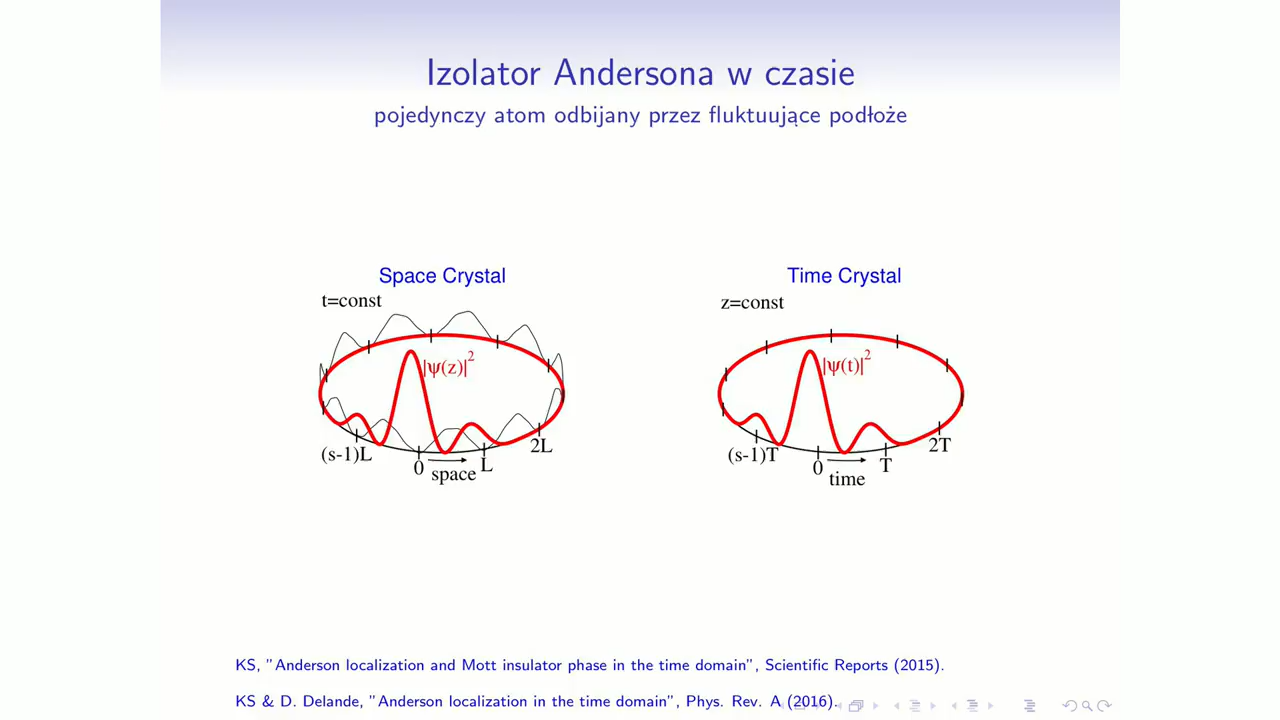 Izolator Andersona w czasie
pojedynczy atom odbijany przez fluktuujące podłoże
Space Crystal
t=const
|ψ(z)|²
(s-1)L
0
space
L
2L
Time Crystal
z=const
|ψ(t)|²
(s-1)T
0
time
T
2T
KS, "Anderson localization and Mott insulator phase in the time domain", Scientific Reports (2015).
KS & D. Delande, "Anderson localization in the time domain", Phys. Rev. A (2016).